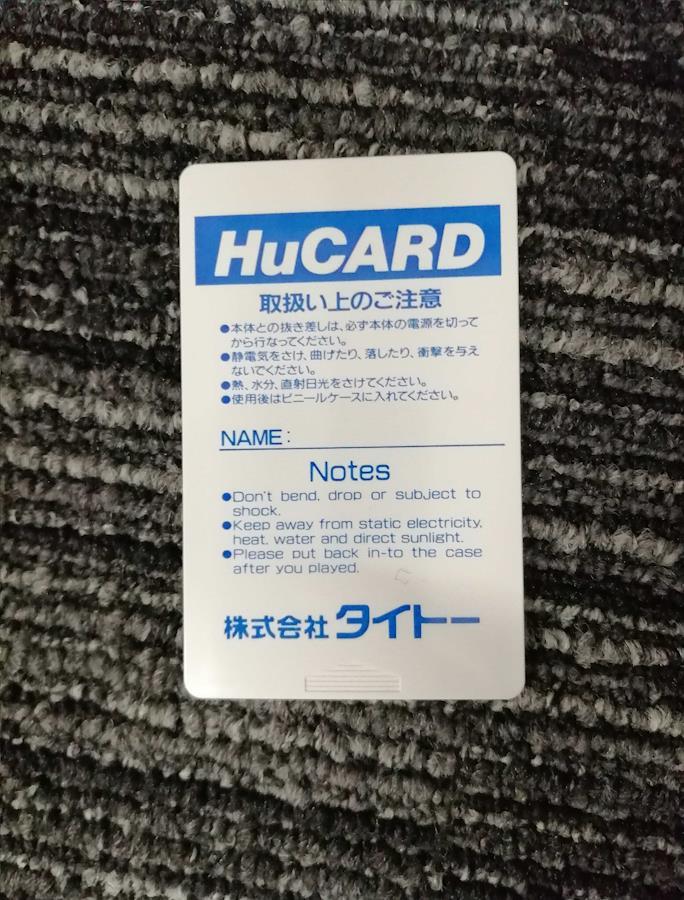 HuCARD
取扱い上のご注意
●本体との抜き差しは、必ず本体の電源を切って
から行なってください。
●静電気をさけ、曲げたり、落したり、衝撃を与え
ないでください。
●熱、水分、直射日光をさけてください。
●使用後はビニールケースに入れてください。
NAME:
Notes
●Don't bend, drop or subject to
shock.
●Keep away from static electricity,
heat, water and direct sunlight.
●Please put back in-to the case
after you played.
株式会社タイトー